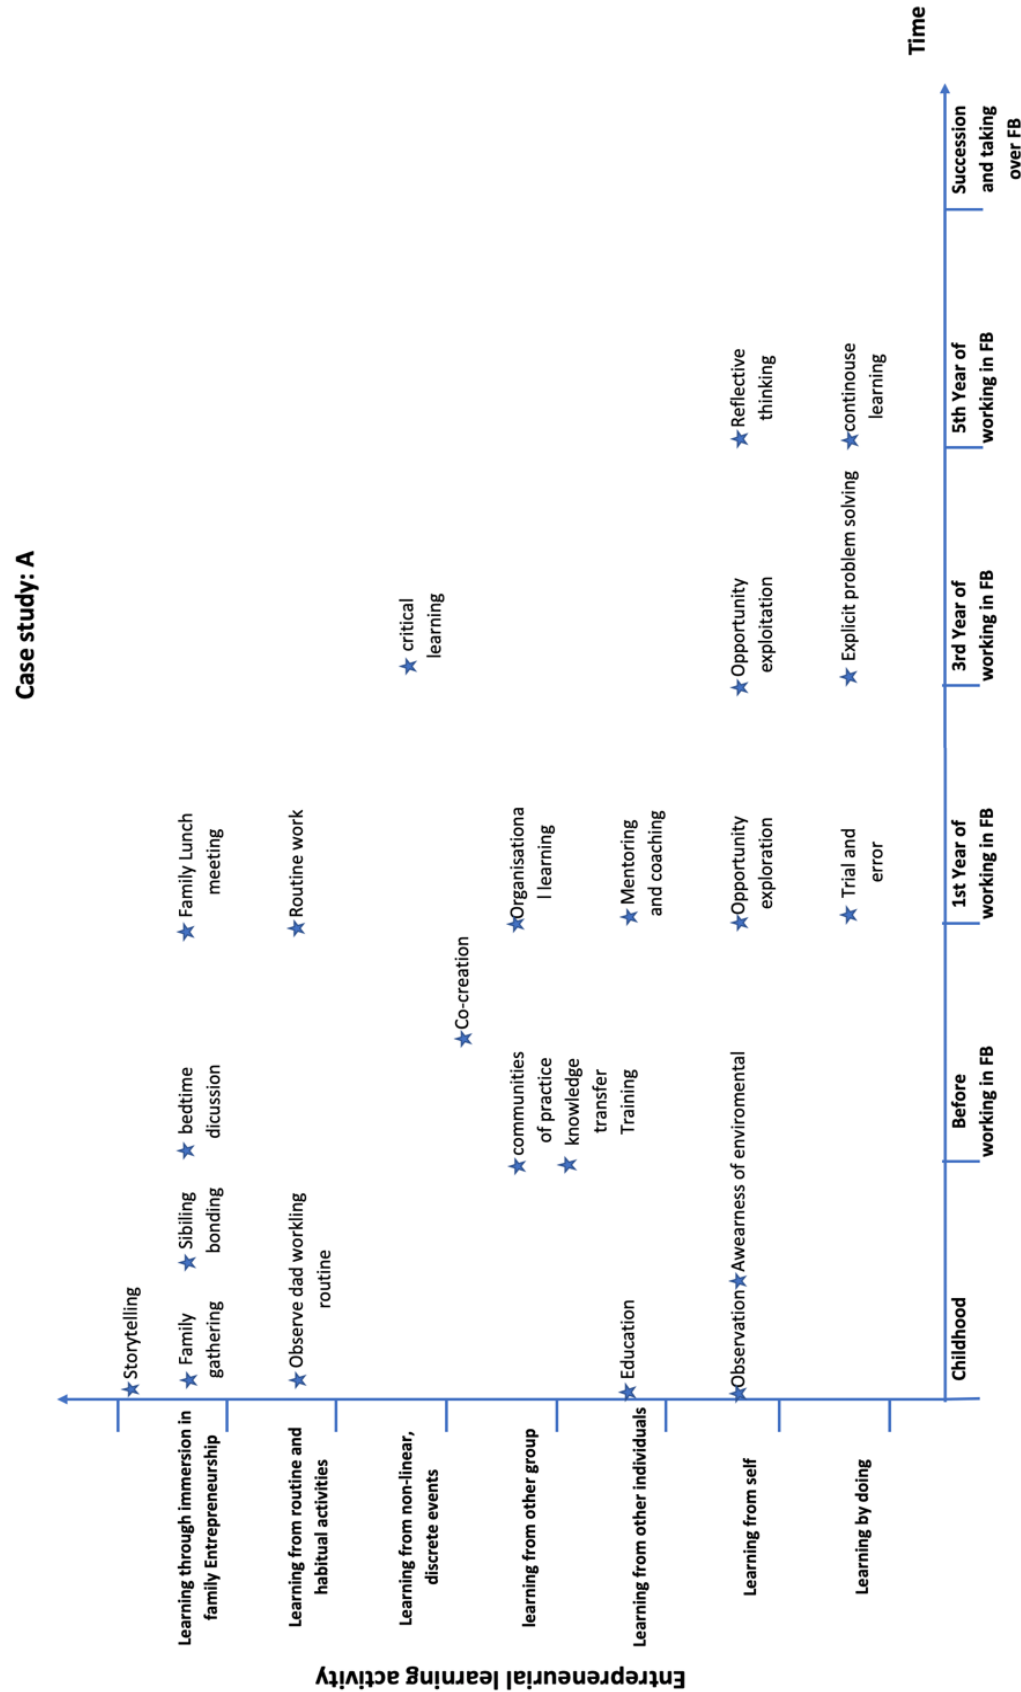 Case study: A
Entrepreneurial learning activity
Learning through immersion in
family Entrepreneurship
Storytelling
Family
gathering
Sibiling
bonding
bedtime
dicussion
Family Lunch
meeting
Learning from routine and
habitual activities
Observe dad workling
routine
Routine work
Learning from non-linear,
discrete events
critical
learning
Co-creation
learning from other group
communities
of practice
knowledge
transfer
Training
Organisationa
l learning
Learning from other individuals
Education
Mentoring
and coaching
Learning from self
Observation
Awearness of enviromental
Opportunity
exploration
Opportunity
exploitation
Reflective
thinking
Learning by doing
Trial and
error
Explicit problem solving
continouse
learning
Childhood
Before
working in FB
1st Year of
working in FB
3rd Year of
working in FB
5th Year of
working in FB
Succession
and taking
over FB
Time